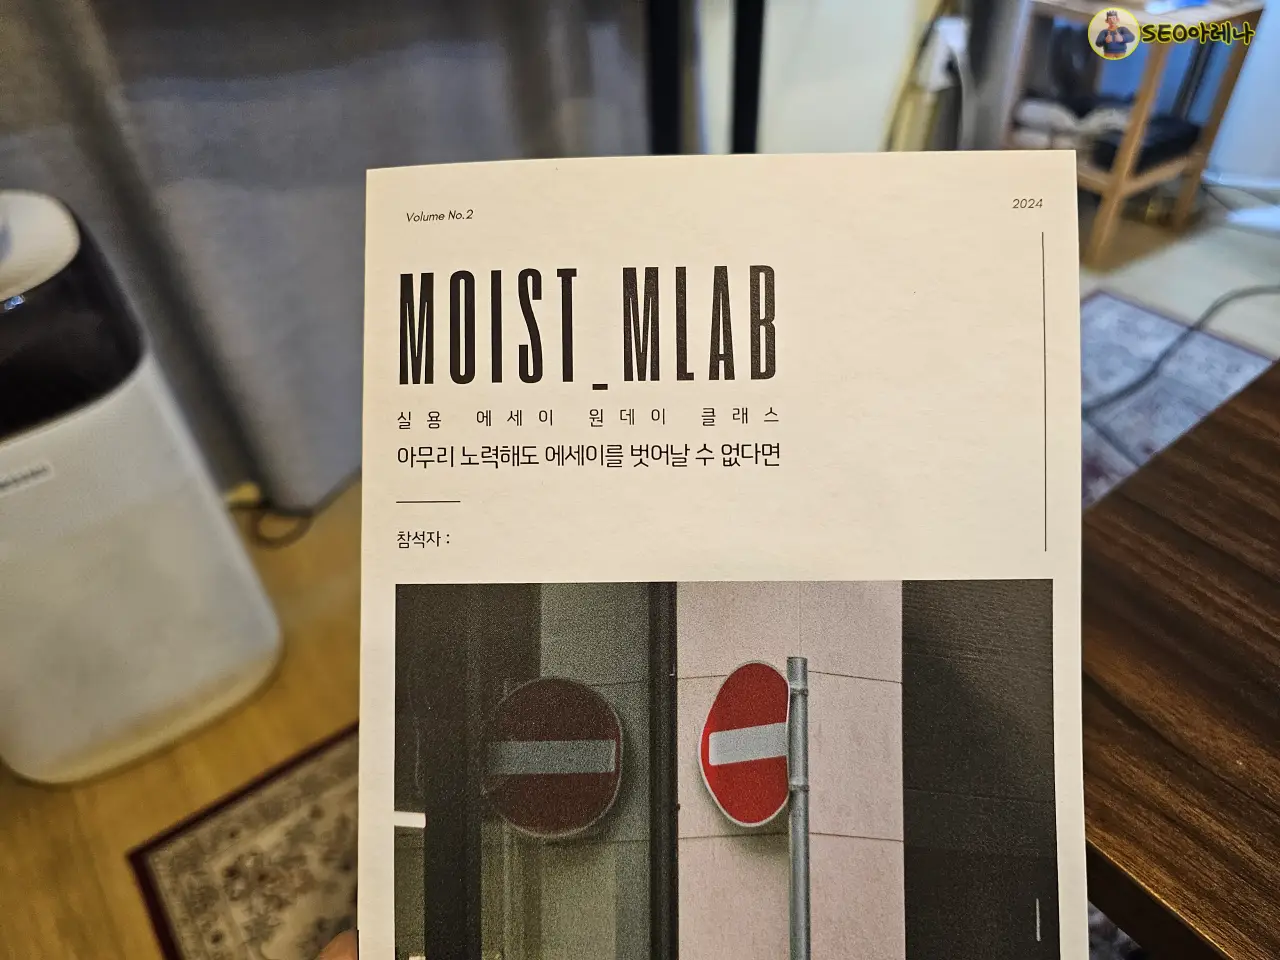 SEO아레나
Volume No.2
2024
MOIST_MLAB
실용 에세이 원데이 클래스
아무리 노력해도 에세이를 벗어날 수 없다면
참석자 :